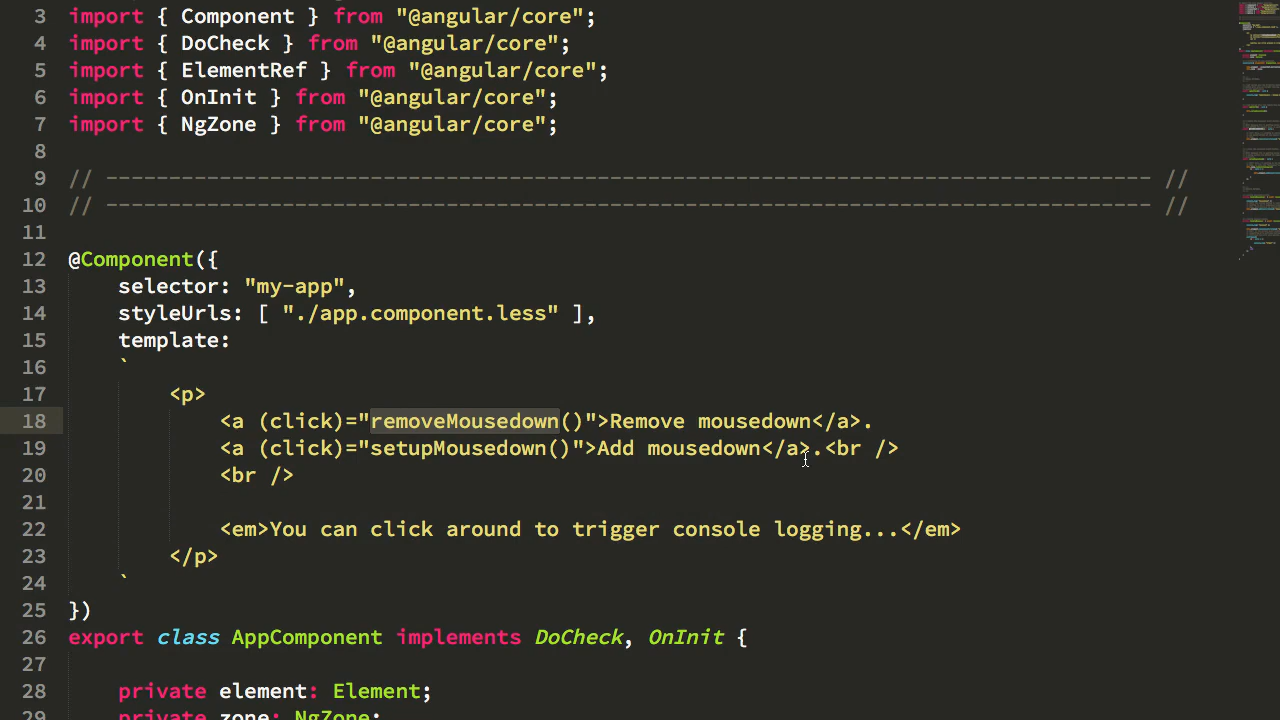 3 import { Component } from "@angular/core";
4 import { DoCheck } from "@angular/core";
5 import { ElementRef } from "@angular/core";
6 import { OnInit } from "@angular/core";
7 import { NgZone } from "@angular/core";
8
9 // ----------------------------------------------------------------------------------- //
10 // ----------------------------------------------------------------------------------- //
11
12 @Component({
13 selector: "my-app",
14 styleUrls: [ "./app.component.less" ],
15 template:
16 `
17 <p>
18 <a (click)="removeMousedown()">Remove mousedown</a>.
19 <a (click)="setupMousedown()">Add mousedown</a>.<br />
20 <br />
21
22 <em>You can click around to trigger console logging...</em>
23 </p>
24 `
25 })
26 export class AppComponent implements DoCheck, OnInit {
27
28 private element: Element;
29 private zone: NgZone;